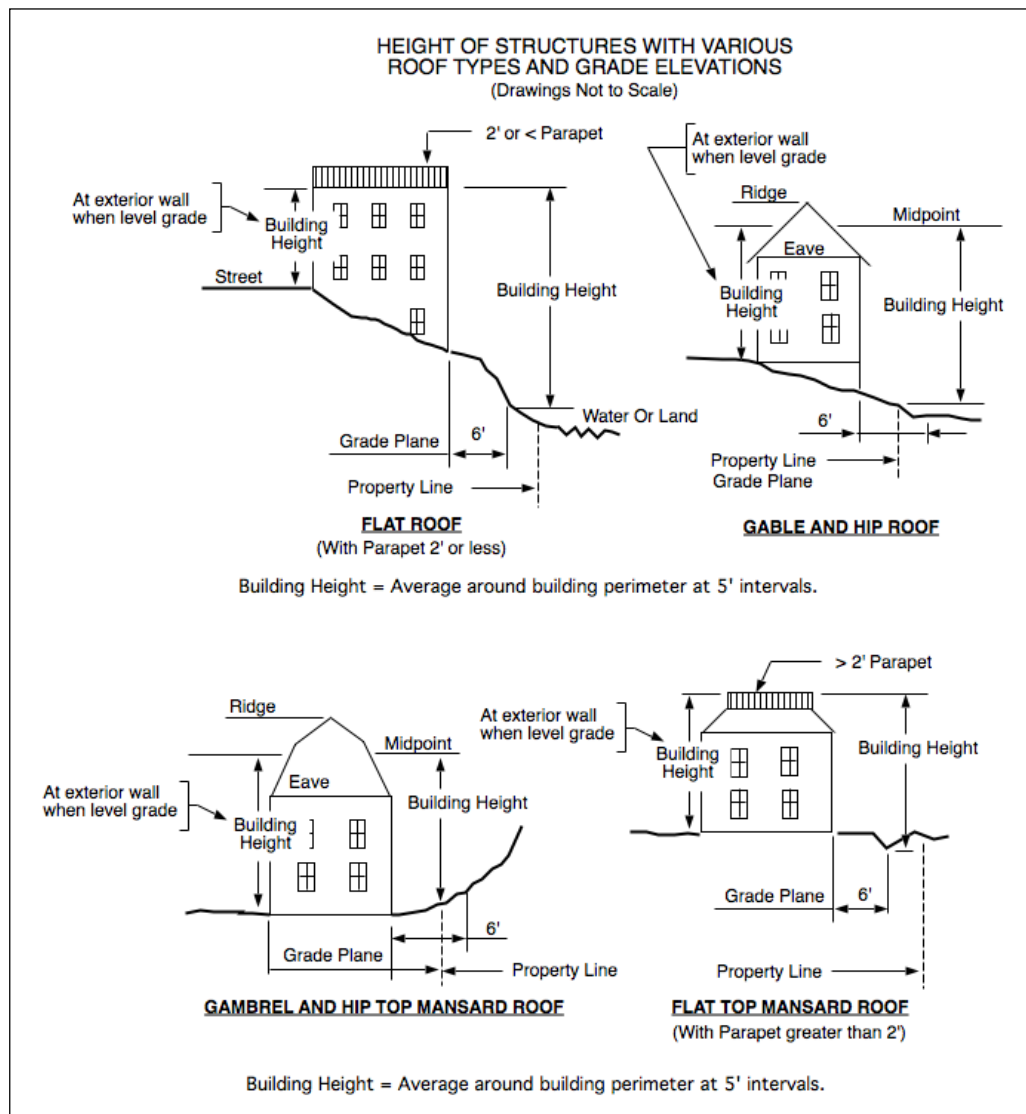 HEIGHT OF STRUCTURES WITH VARIOUS
ROOF TYPES AND GRADE ELEVATIONS
(Drawings Not to Scale)
2' or < Parapet
At exterior wall
when level grade
Building
Height
Street
Building Height
Water Or Land
Grade Plane
6'
Property Line
FLAT ROOF
(With Parapet 2' or less)
At exterior wall
when level grade
Ridge
Midpoint
Eave
Building
Height
Building Height
6'
Property Line
Grade Plane
GABLE AND HIP ROOF
Building Height = Average around building perimeter at 5' intervals.
Ridge
Midpoint
Eave
At exterior wall
when level grade
Building
Height
Building Height
6'
Grade Plane
Property Line
GAMBREL AND HIP TOP MANSARD ROOF
> 2' Parapet
At exterior wall
when level grade
Building
Height
Building Height
Grade Plane
6'
Property Line
FLAT TOP MANSARD ROOF
(With Parapet greater than 2')
Building Height = Average around building perimeter at 5' intervals.